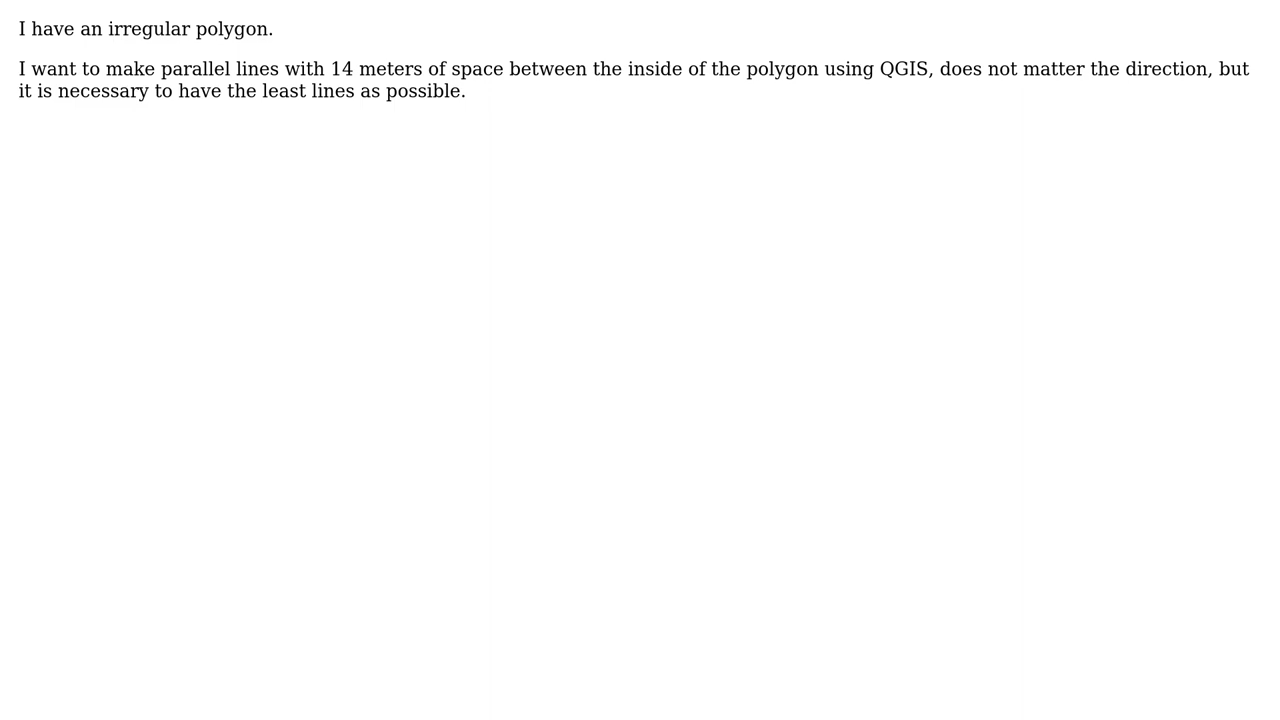 I have an irregular polygon.
I want to make parallel lines with 14 meters of space between the inside of the polygon using QGIS, does not matter the direction, but
it is necessary to have the least lines as possible.